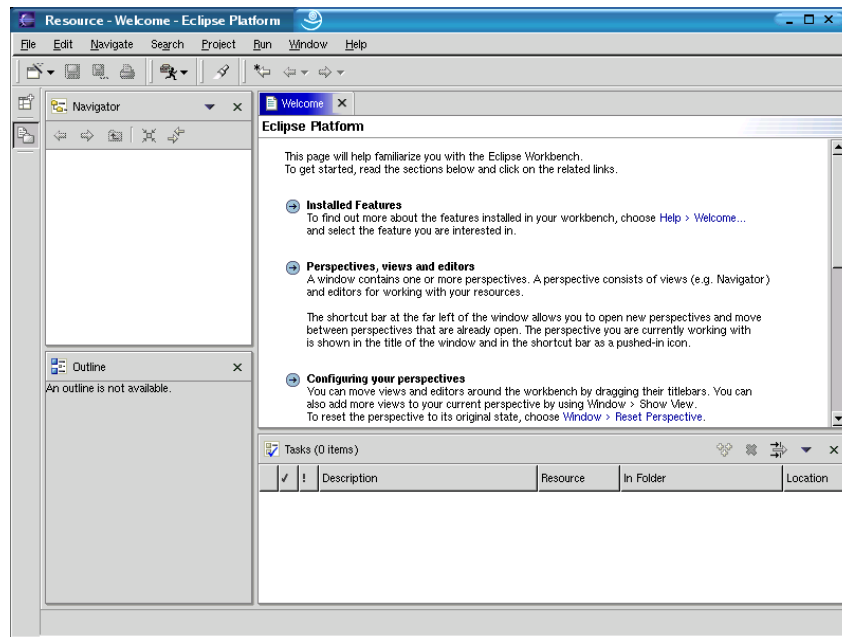 Resource - Welcome - Eclipse Platform
File Edit Navigate Search Project Run Window Help
Navigator
Welcome
Eclipse Platform
This page will help familiarize you with the Eclipse Workbench.
To get started, read the sections below and click on the related links.
Installed Features
To find out more about the features installed in your workbench, choose Help > Welcome...
and select the feature you are interested in.
Perspectives, views and editors
A window contains one or more perspectives. A perspective consists of views (e.g. Navigator)
and editors for working with your resources.
The shortcut bar at the far left of the window allows you to open new perspectives and move
between perspectives that are already open. The perspective you are currently working with
is shown in the title of the window and in the shortcut bar as a pushed-in icon.
Configuring your perspectives
You can move views and editors around the workbench by dragging their titlebars. You can
also add more views to your current perspective by using Window > Show View.
To reset the perspective to its original state, choose Window > Reset Perspective.
Outline
An outline is not available.
Tasks (0 items)
! Description Resource In Folder Location